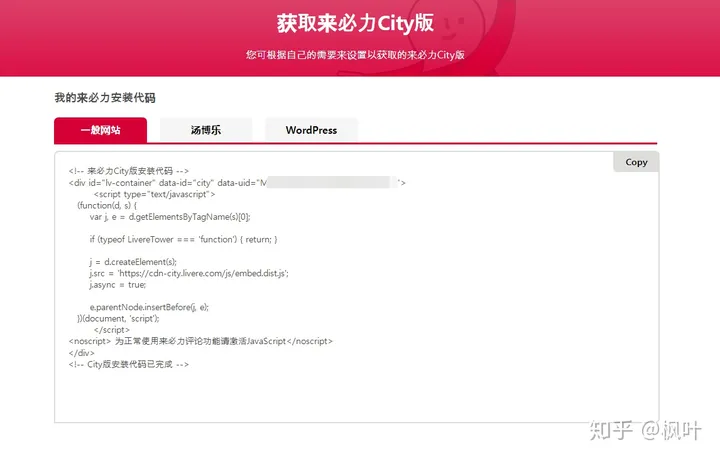 获取来必力City版
您可根据自己的需要来设置以获取的来必力City版
我的来必力安装代码
一般网站 汤博乐 WordPress
Copy
<!-- 来必力City版安装代码 -->
<div id="lv-container" data-id="city" data-uid="M">
<script type="text/javascript">
(function(d, s) {
var j, e = d.getElementsByTagName(s)[0];
if (typeof LivereTower === 'function') { return; }
j = d.createElement(s);
j.src = 'https://cdn-city.livere.com/js/embed.dist.js';
j.async = true;
e.parentNode.insertBefore(j, e);
})(document, 'script');
</script>
<noscript> 为正常使用来必力评论功能请激活JavaScript</noscript>
</div>
<!-- City版安装代码已完成 -->
知乎 @枫叶